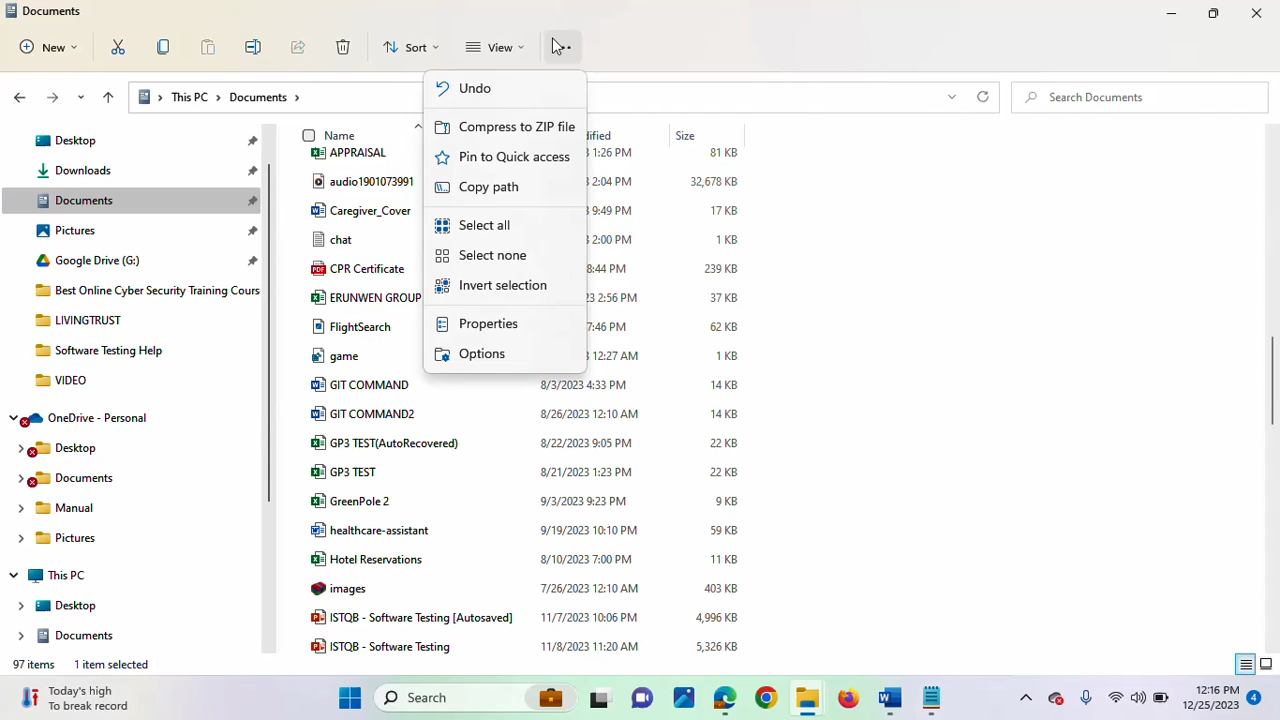 Documents
New
Sort
View
Undo
Compress to ZIP file
Pin to Quick access
Copy path
Select all
Select none
Invert selection
Properties
Options
This PC
Documents
Search Documents
Desktop
Downloads
Documents
Pictures
Google Drive (G:)
Best Online Cyber Security Training Cours
LIVINGTRUST
Software Testing Help
VIDEO
OneDrive - Personal
Desktop
Documents
Manual
Pictures
This PC
Desktop
Documents
Name dified Size
APPRAISAL 1:26 PM 81 KB
audio1901073991 2:04 PM 32,678 KB
Caregiver_Cover 9:49 PM 17 KB
chat 2:00 PM 1 KB
CPR Certificate 8:44 PM 239 KB
ERUNWEN GROUP 23 2:56 PM 37 KB
FlightSearch 7:46 PM 62 KB
game 12:27 AM 1 KB
GIT COMMAND 8/3/2023 4:33 PM 14 KB
GIT COMMAND2 8/26/2023 12:10 AM 14 KB
GP3 TEST(AutoRecovered) 8/22/2023 9:05 PM 22 KB
GP3 TEST 8/21/2023 1:23 PM 22 KB
GreenPole 2 9/3/2023 9:23 PM 9 KB
healthcare-assistant 9/19/2023 10:10 PM 59 KB
Hotel Reservations 8/10/2023 7:00 PM 11 KB
images 7/26/2023 12:10 AM 403 KB
ISTQB - Software Testing [Autosaved] 11/7/2023 10:06 PM 4,996 KB
ISTQB - Software Testing 11/8/2023 11:20 AM 5,326 KB
97 items 1 item selected
Today's high
To break record
Search
12:16 PM
12/25/2023
4